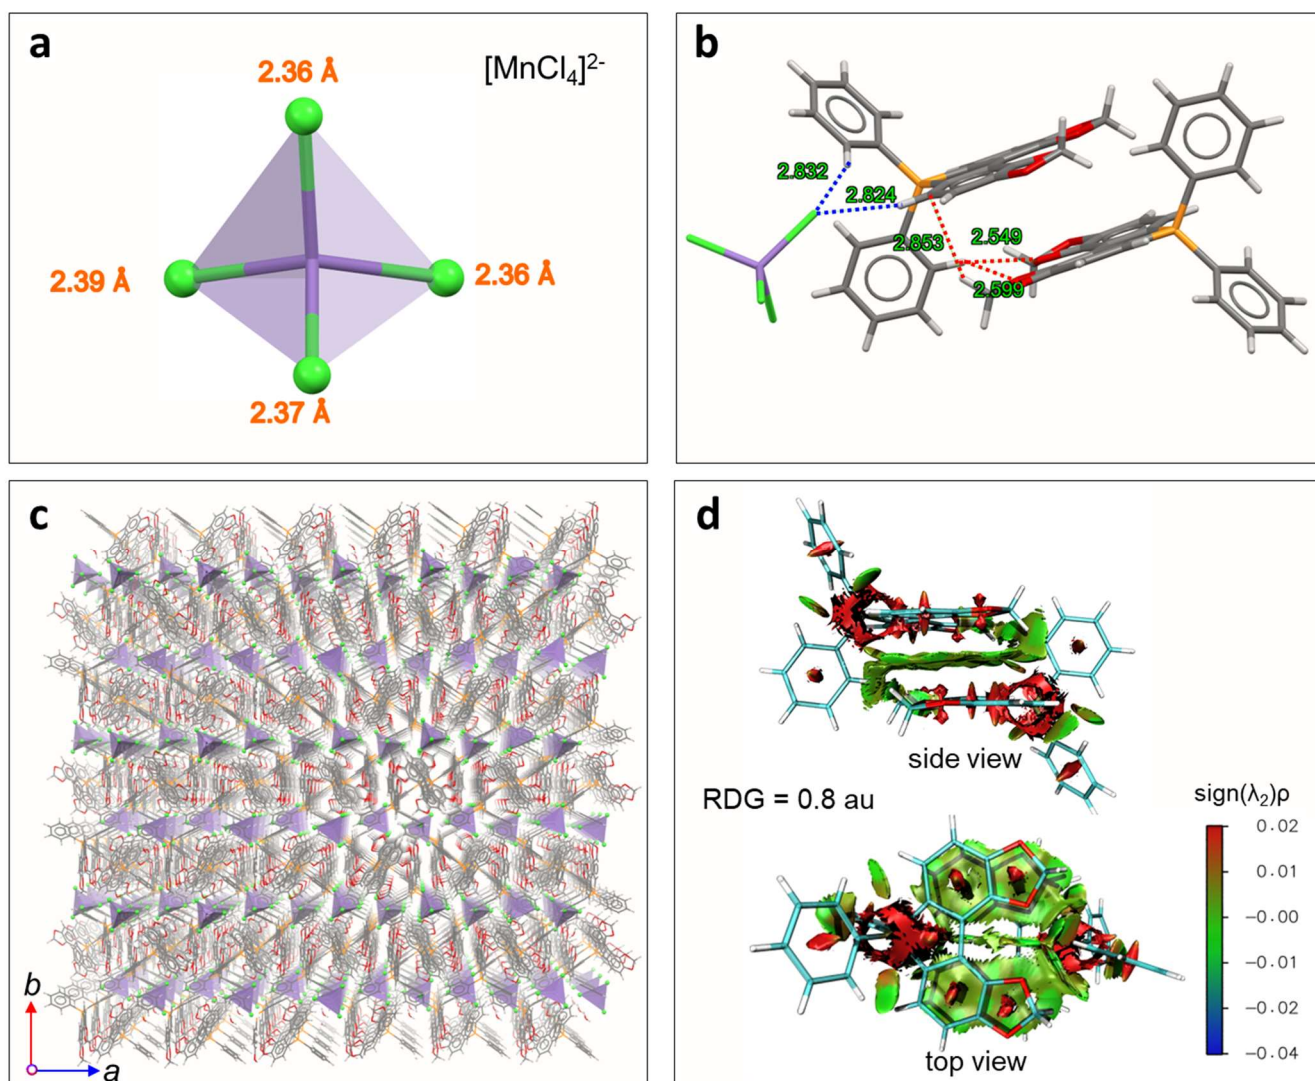 a
[MnCl₄]²⁻
2.36 Å
2.39 Å
2.36 Å
2.37 Å
b
2.832
2.824
2.853
2.549
2.599
c
b
a
d
side view
RDG = 0.8 au
sign(λ₂)ρ
0.02
0.01
-0.00
-0.01
-0.02
-0.04
top view